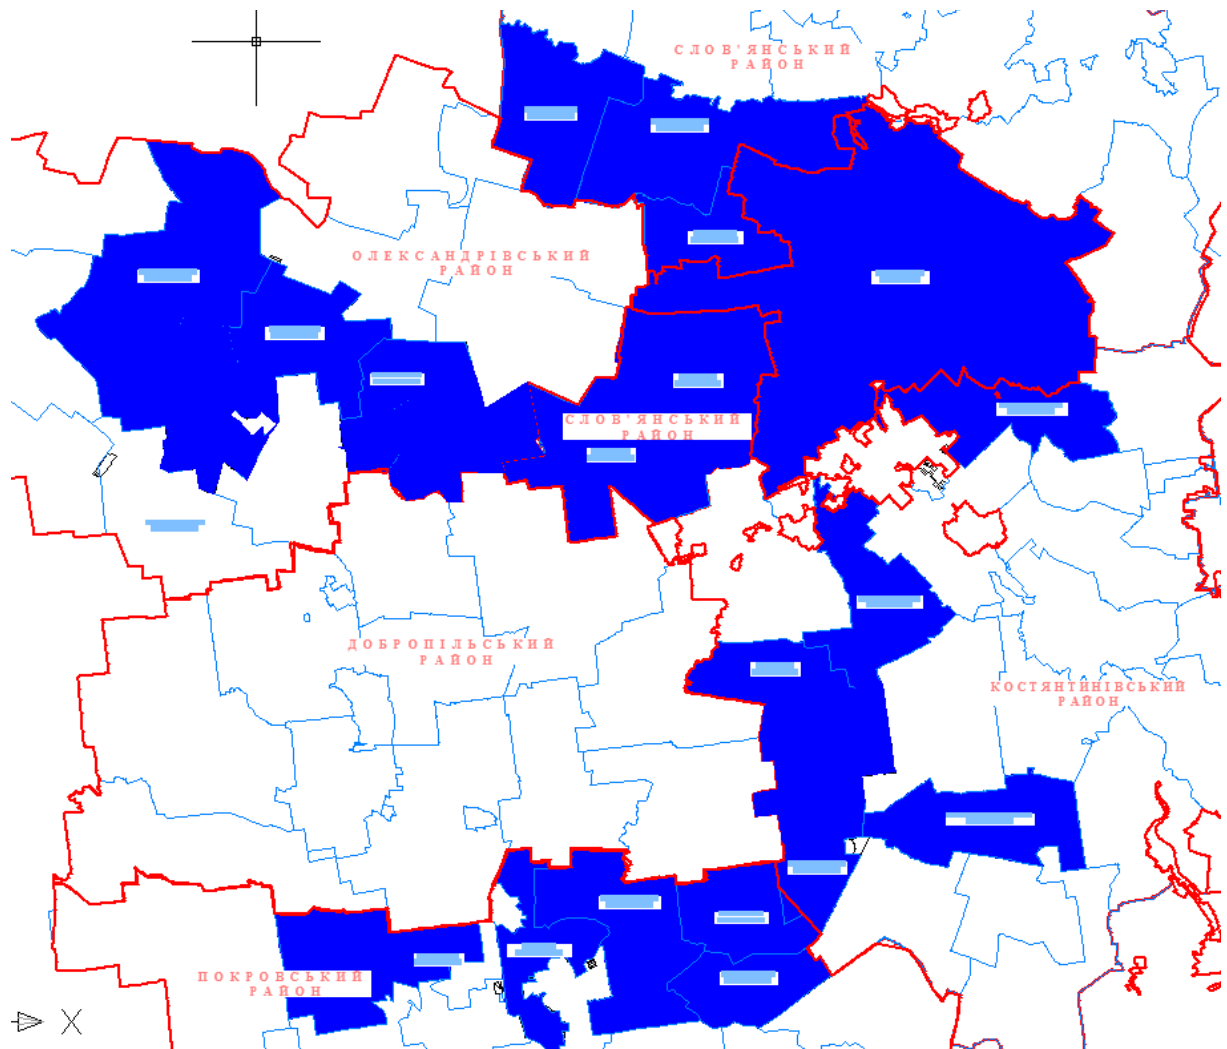 СЛОВ'ЯНСЬКИЙ
РАЙОН
ОЛЕКСАНДРІВСЬКИЙ
РАЙОН
СЛОВ'ЯНСЬКИЙ
РАЙОН
ДОБРОПІЛЬСЬКИЙ
РАЙОН
КОСТЯНТИНІВСЬКИЙ
РАЙОН
ПОКРОВСЬКИЙ
РАЙОН
X